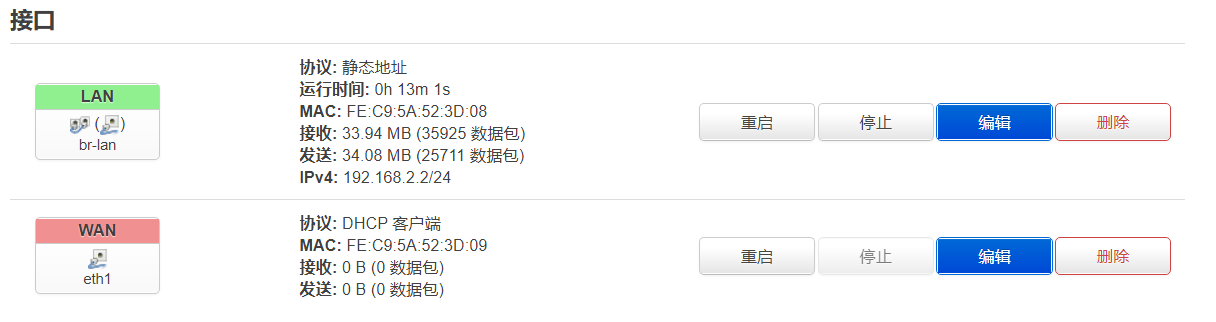 接口
LAN
( )
br-lan
协议: 静态地址
运行时间: 0h 13m 1s
MAC: FE:C9:5A:52:3D:08
接收: 33.94 MB (35925 数据包)
发送: 34.08 MB (25711 数据包)
IPv4: 192.168.2.2/24
重启
停止
编辑
删除
WAN
eth1
协议: DHCP 客户端
MAC: FE:C9:5A:52:3D:09
接收: 0 B (0 数据包)
发送: 0 B (0 数据包)
重启
停止
编辑
删除